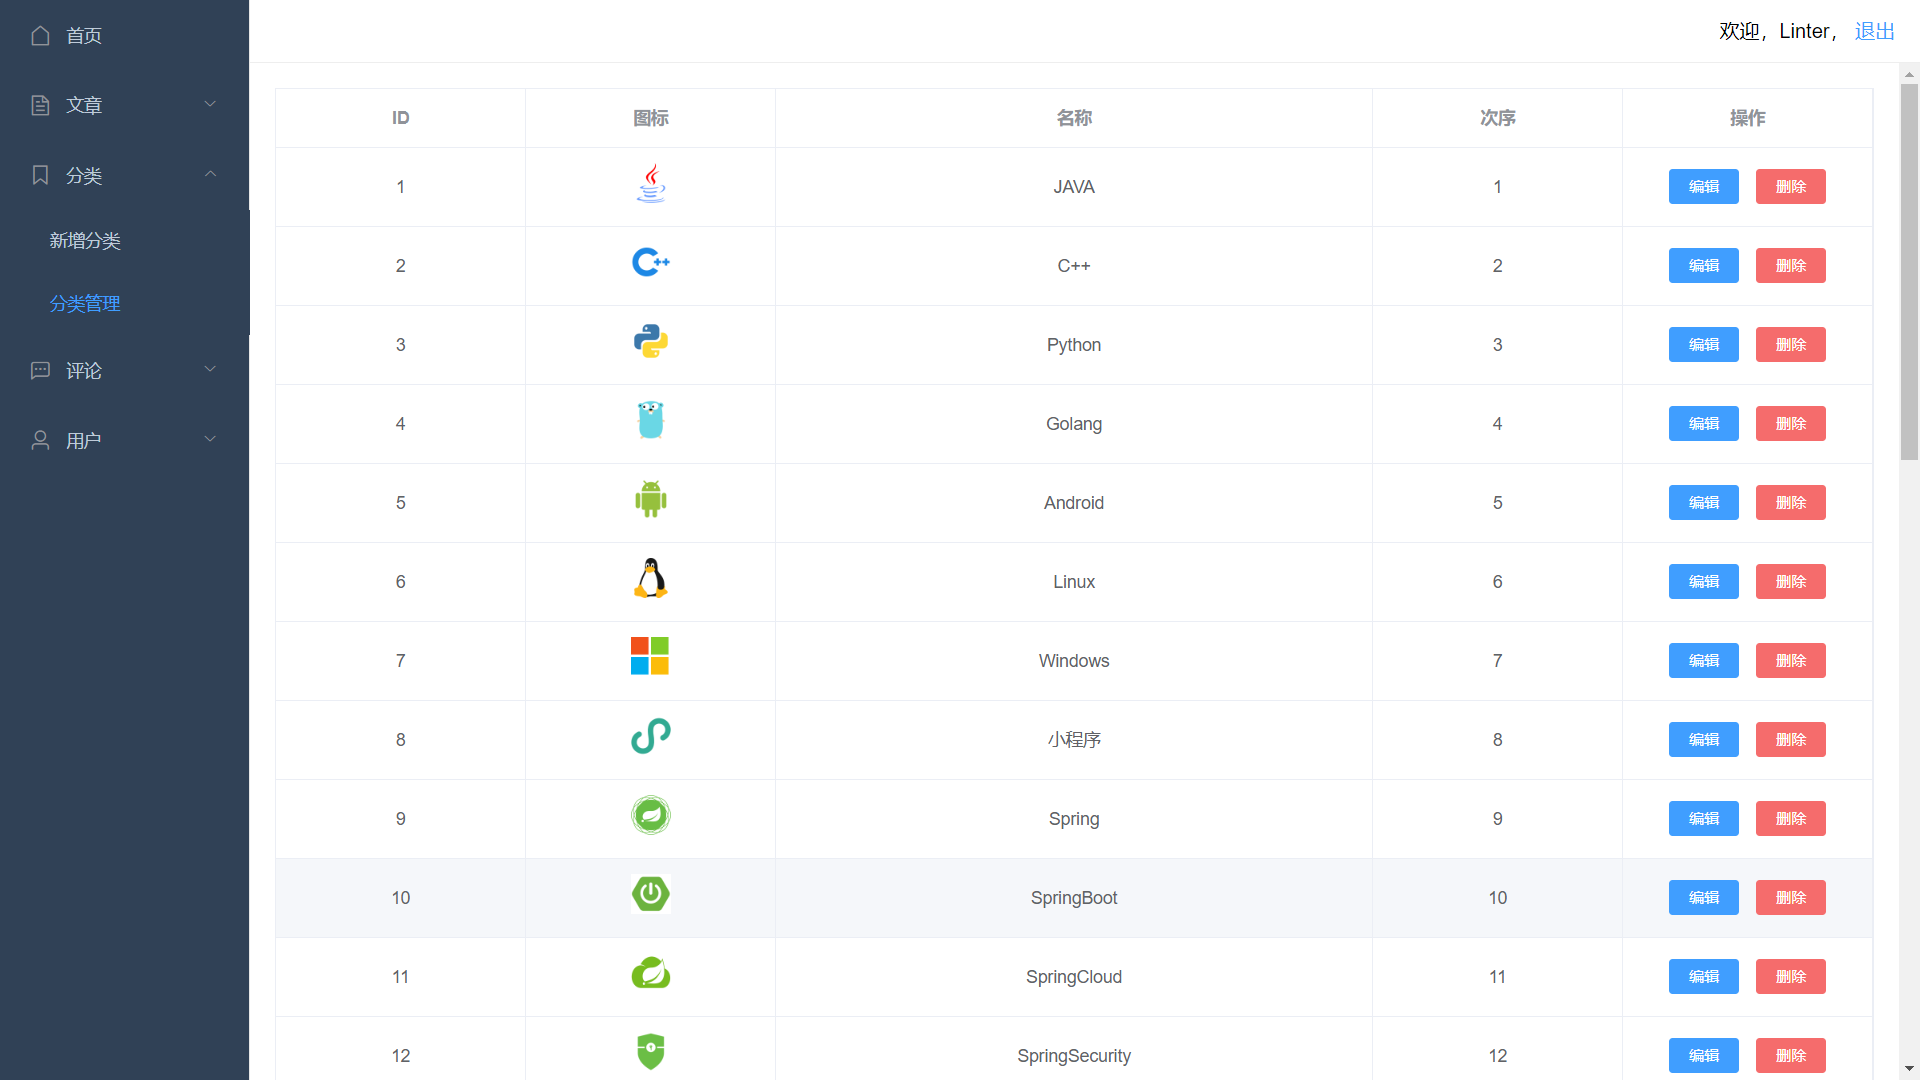 首页
文章
分类
新增分类
分类管理
评论
用户
欢迎，Linter， 退出
ID 图标 名称 次序 操作
1 JAVA 1 编辑 删除
2 C++ 2 编辑 删除
3 Python 3 编辑 删除
4 Golang 4 编辑 删除
5 Android 5 编辑 删除
6 Linux 6 编辑 删除
7 Windows 7 编辑 删除
8 小程序 8 编辑 删除
9 Spring 9 编辑 删除
10 SpringBoot 10 编辑 删除
11 SpringCloud 11 编辑 删除
12 SpringSecurity 12 编辑 删除